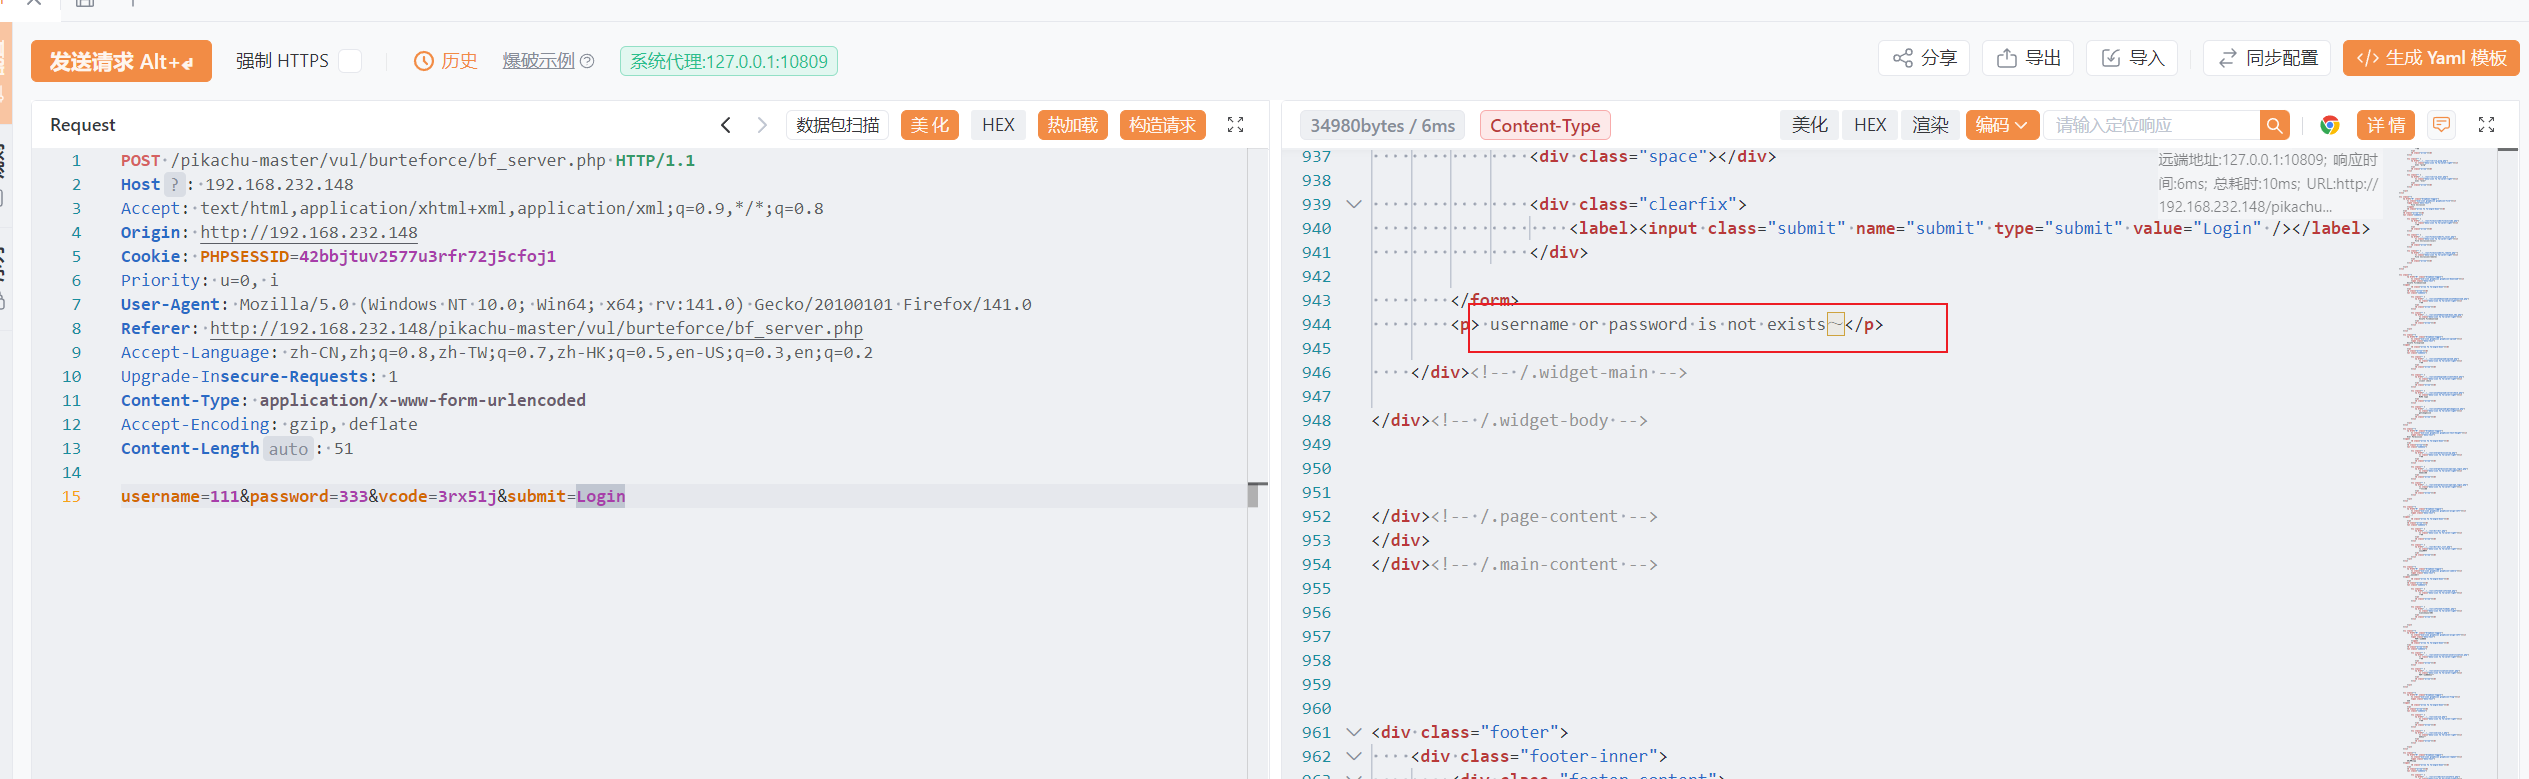 发送请求 Alt+↲ 强制 HTTPS 历史 爆破示例 系统代理:127.0.0.1:10809 分享 导出 导入 同步配置 </> 生成 Yaml 模板
Request 数据包扫描 美化 HEX 热加载 构造请求
1 POST /pikachu-master/vul/burteforce/bf_server.php HTTP/1.1
2 Host ? : 192.168.232.148
3 Accept: text/html,application/xhtml+xml,application/xml;q=0.9,*/*;q=0.8
4 Origin: http://192.168.232.148
5 Cookie: PHPSESSID=42bbjtuv2577u3rfr72j5cfoj1
6 Priority: u=0, i
7 User-Agent: Mozilla/5.0 (Windows NT 10.0; Win64; x64; rv:141.0) Gecko/20100101 Firefox/141.0
8 Referer: http://192.168.232.148/pikachu-master/vul/burteforce/bf_server.php
9 Accept-Language: zh-CN,zh;q=0.8,zh-TW;q=0.7,zh-HK;q=0.5,en-US;q=0.3,en;q=0.2
10 Upgrade-Insecure-Requests: 1
11 Content-Type: application/x-www-form-urlencoded
12 Accept-Encoding: gzip, deflate
13 Content-Length auto : 51
14
15 username=111&password=333&vcode=3rx51j&submit=Login
34980bytes / 6ms Content-Type 美化 HEX 渲染 编码 请输入定位响应 详情
远端地址:127.0.0.1:10809; 响应时
间:6ms; 总耗时:10ms; URL:http://
192.168.232.148/pikachu...
937 <div class="space"></div>
938
939 <div class="clearfix">
940 <label><input class="submit" name="submit" type="submit" value="Login" /></label>
941 </div>
942
943 </form>
944 <p> username or password is not exists～</p>
945
946 </div><!-- /.widget-main -->
947
948 </div><!-- /.widget-body -->
949
950
951
952 </div><!-- /.page-content -->
953 </div>
954 </div><!-- /.main-content -->
955
956
957
958
959
960
961 <div class="footer">
962 <div class="footer-inner">
963 <div class="footer-content">